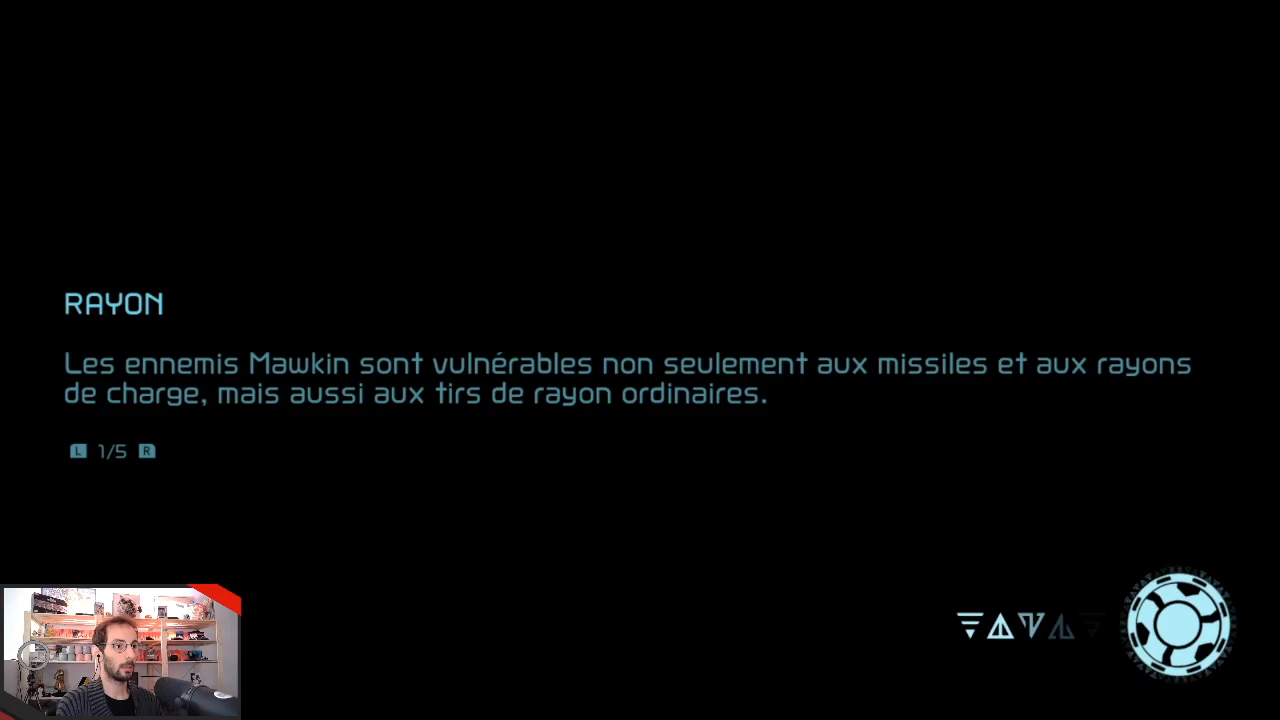 RAYON
Les ennemis Mawkin sont vulnérables non seulement aux missiles et aux rayons
de charge, mais aussi aux tirs de rayon ordinaires.
L 1/5 R